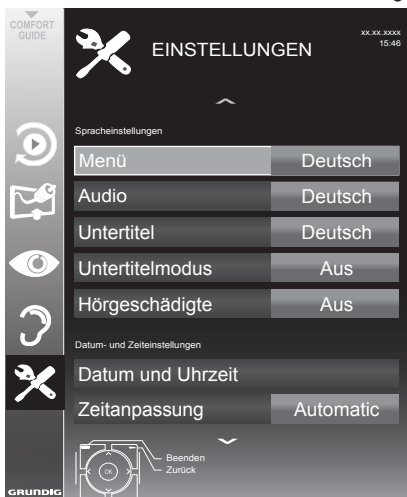 COMFORT
GUIDE
EINSTELLUNGEN
xx.xx.xxxx
15:46
Spracheinstellungen
Menü Deutsch
Audio Deutsch
Untertitel Deutsch
Untertitelmodus Aus
Hörgeschädigte Aus
Datum- und Zeiteinstellungen
Datum und Uhrzeit
Zeitanpassung Automatic
OK
Beenden
Zurück
GRUNDIG